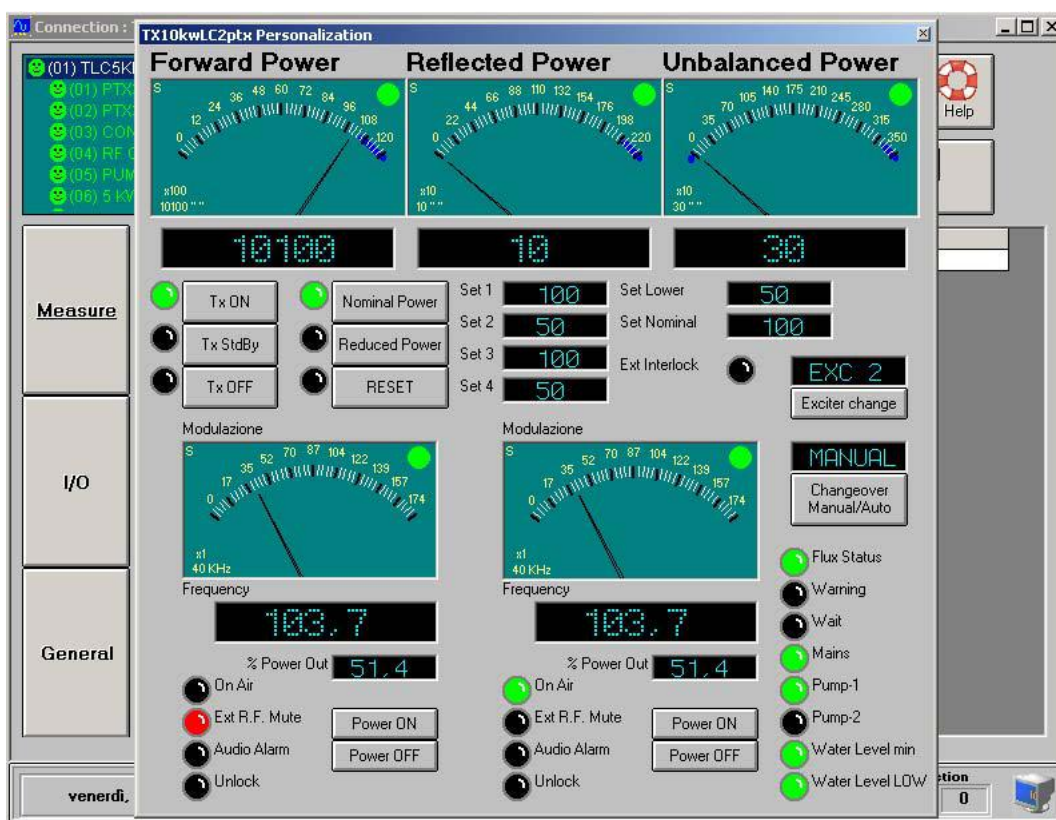 Connection :
TX10kwLC2ptx Personalization
(01) TLC5K
(01) PTX
(02) PTX
(03) CON
(04) RF
(05) PUM
(06) 5 KW
Help
Forward Power Reflected Power Unbalanced Power
S 0 12 24 36 48 60 72 84 96 108 120
x100
10100 " "
S 0 22 44 66 88 110 132 154 176 198 220
x10
10 " "
S 0 35 70 105 140 175 210 245 280 315 350
x10
30 " "
10100 10 30
Tx ON Nominal Power Set 1 100 Set Lower 50
Tx StdBy Reduced Power Set 2 50 Set Nominal 100
Tx OFF RESET Set 3 100 Ext Interlock EXC 2
Set 4 50 Exciter change
Measure
I/O
General
Modulazione Modulazione
S 0 17 35 52 70 87 104 122 139 157 174
x1
40 KHz
S 0 17 35 52 70 87 104 122 139 157 174
x1
40 KHz
MANUAL
Changeover
Manual/Auto
Frequency Frequency
103.7 103.7
% Power Out 51,4 % Power Out 51,4
On Air On Air
Ext R.F. Mute Power ON Ext R.F. Mute Power ON
Audio Alarm Power OFF Audio Alarm Power OFF
Unlock Unlock
Flux Status
Warning
Wait
Mains
Pump-1
Pump-2
Water Level min
Water Level LOW
venerdì,
ction
0